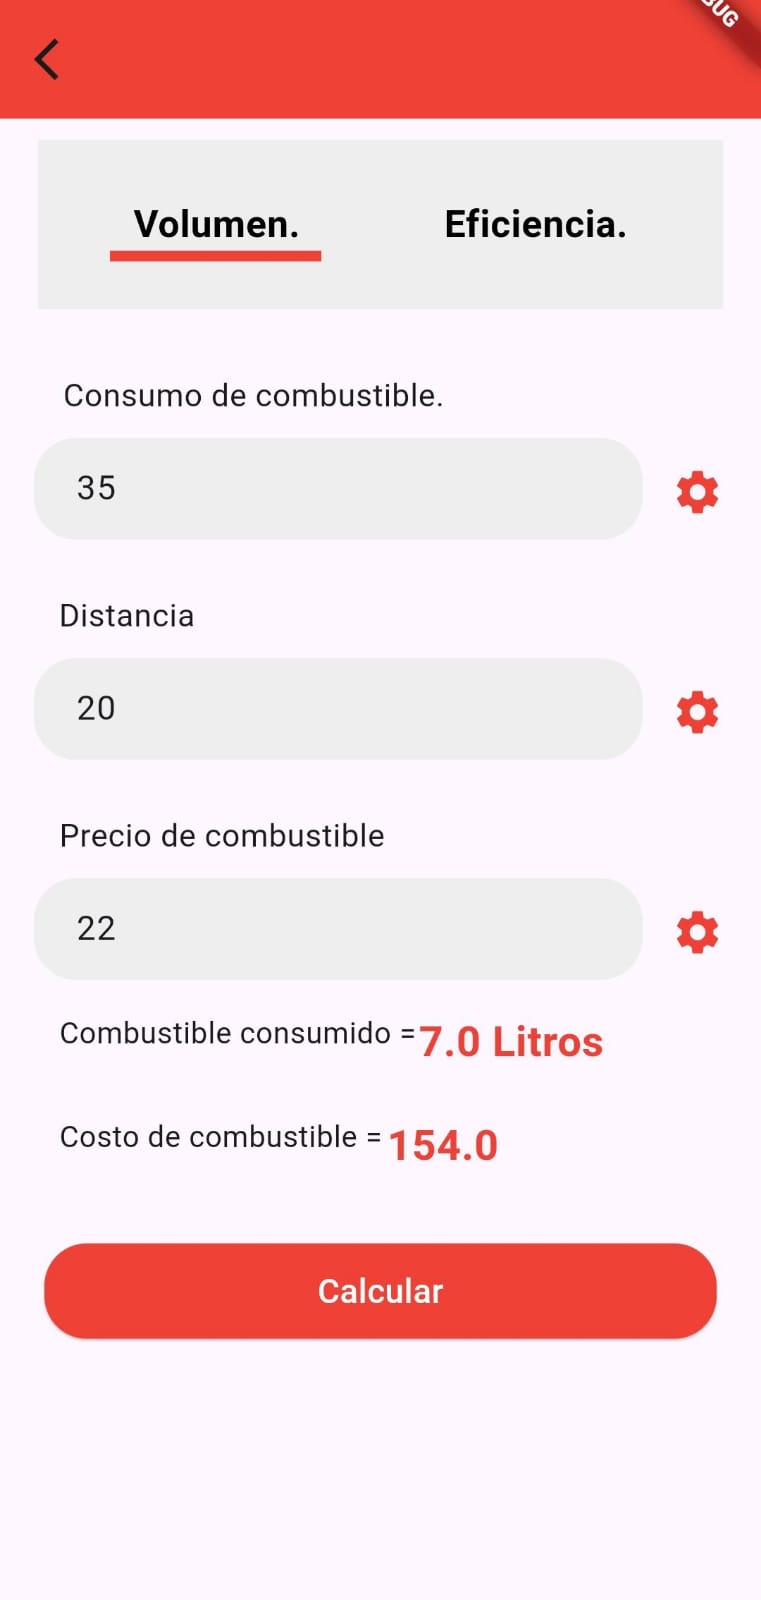 Volumen.
Eficiencia.
Consumo de combustible.
35
Distancia
20
Precio de combustible
22
Combustible consumido =7.0 Litros
Costo de combustible = 154.0
Calcular